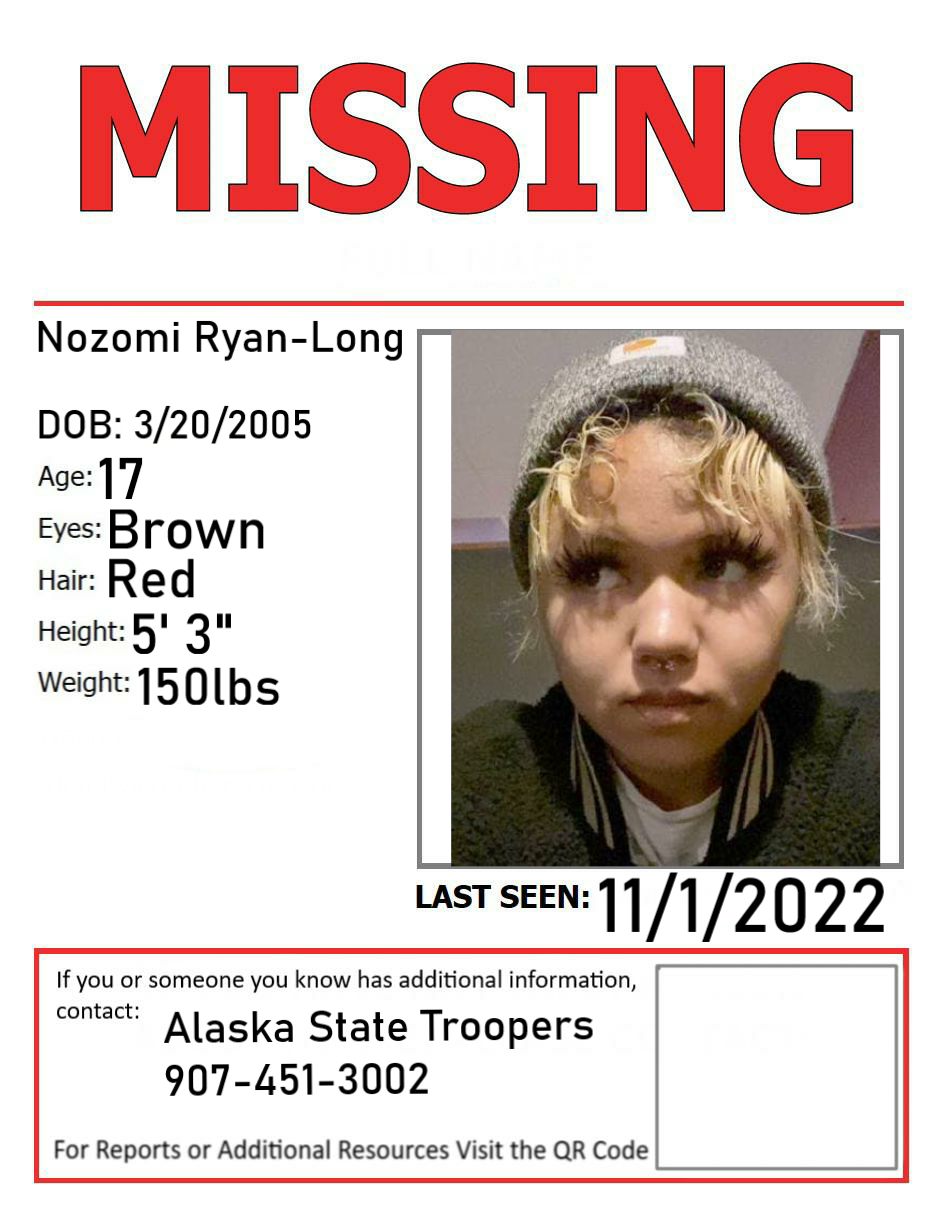 MISSING
FULL NAME
Nozomi Ryan-Long
DOB: 3/20/2005
Age: 17
Eyes: Brown
Hair: Red
Height: 5' 3"
Weight: 150lbs
LAST SEEN: 11/1/2022
If you or someone you know has additional information,
contact:
Alaska State Troopers
907-451-3002
For Reports or Additional Resources Visit the QR Code